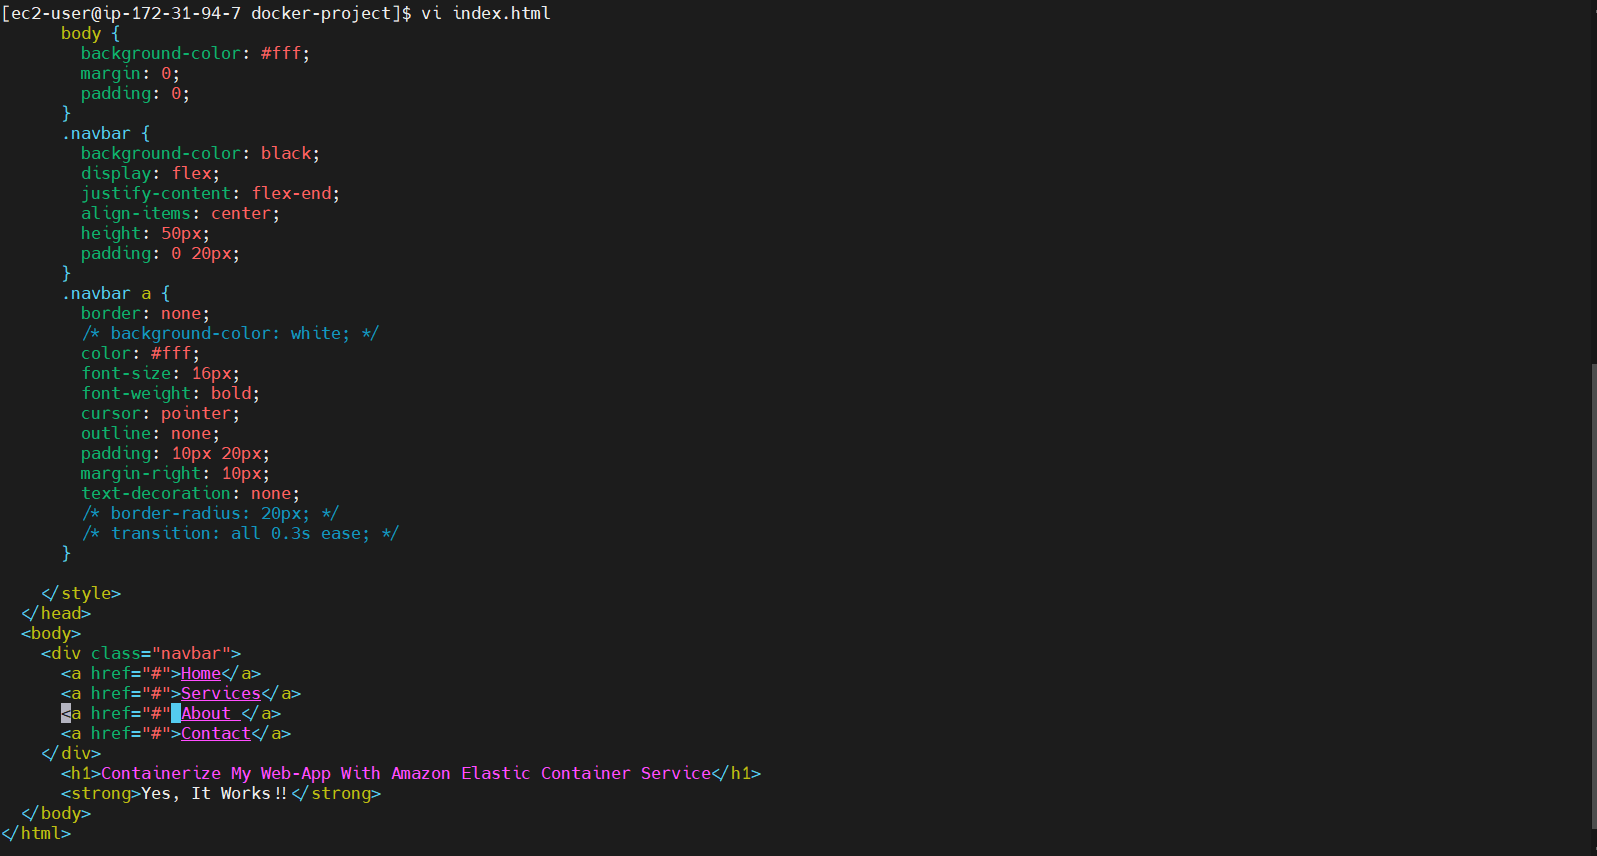 [ec2-user@ip-172-31-94-7 docker-project]$ vi index.html
      body {
        background-color: #fff;
        margin: 0;
        padding: 0;
      }
      .navbar {
        background-color: black;
        display: flex;
        justify-content: flex-end;
        align-items: center;
        height: 50px;
        padding: 0 20px;
      }
      .navbar a {
        border: none;
        /* background-color: white; */
        color: #fff;
        font-size: 16px;
        font-weight: bold;
        cursor: pointer;
        outline: none;
        padding: 10px 20px;
        margin-right: 10px;
        text-decoration: none;
        /* border-radius: 20px; */
        /* transition: all 0.3s ease; */
      }

    </style>
  </head>
  <body>
    <div class="navbar">
      <a href="#">Home</a>
      <a href="#">Services</a>
      <a href="#">About </a>
      <a href="#">Contact</a>
    </div>
      <h1>Containerize My Web-App With Amazon Elastic Container Service</h1>
      <strong>Yes, It Works!!</strong>
  </body>
</html>